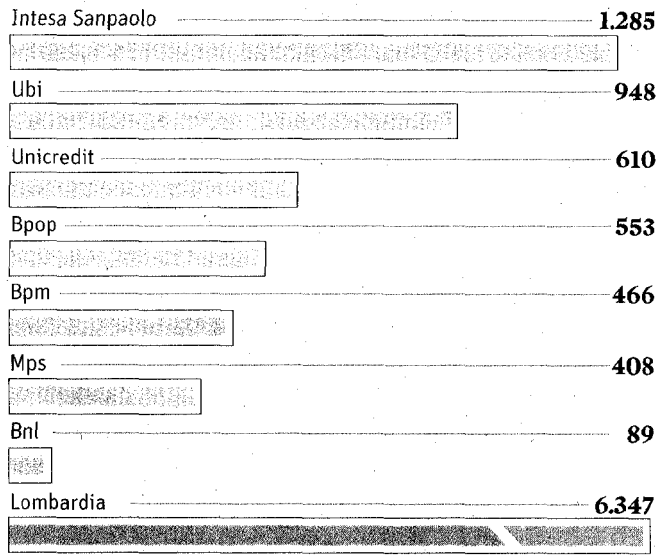 Intesa Sanpaolo 1.285
Ubi 948
Unicredit 610
Bpop 553
Bpm 466
Mps 408
Bnl 89
Lombardia 6.347